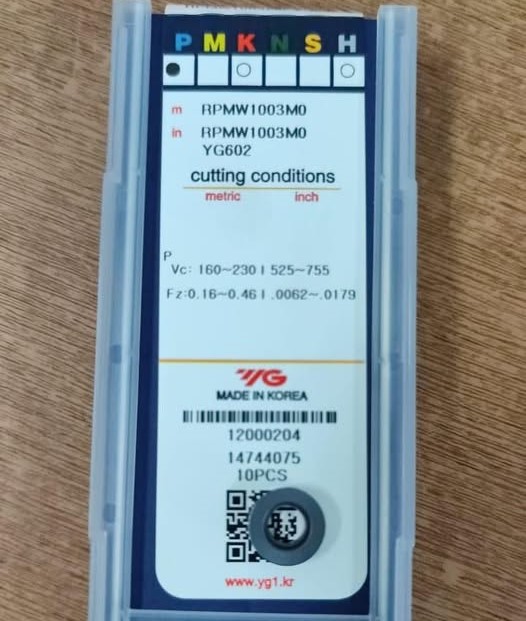 P M K N S H
m RPMW1003M0
in RPMW1003M0
YG602
cutting conditions
metric inch
P
Vc: 160~230 | 525~755
Fz:0.16~0.46 | .0062~.0179
YG
MADE IN KOREA
12000204
14744075
10PCS
www.yg1.kr